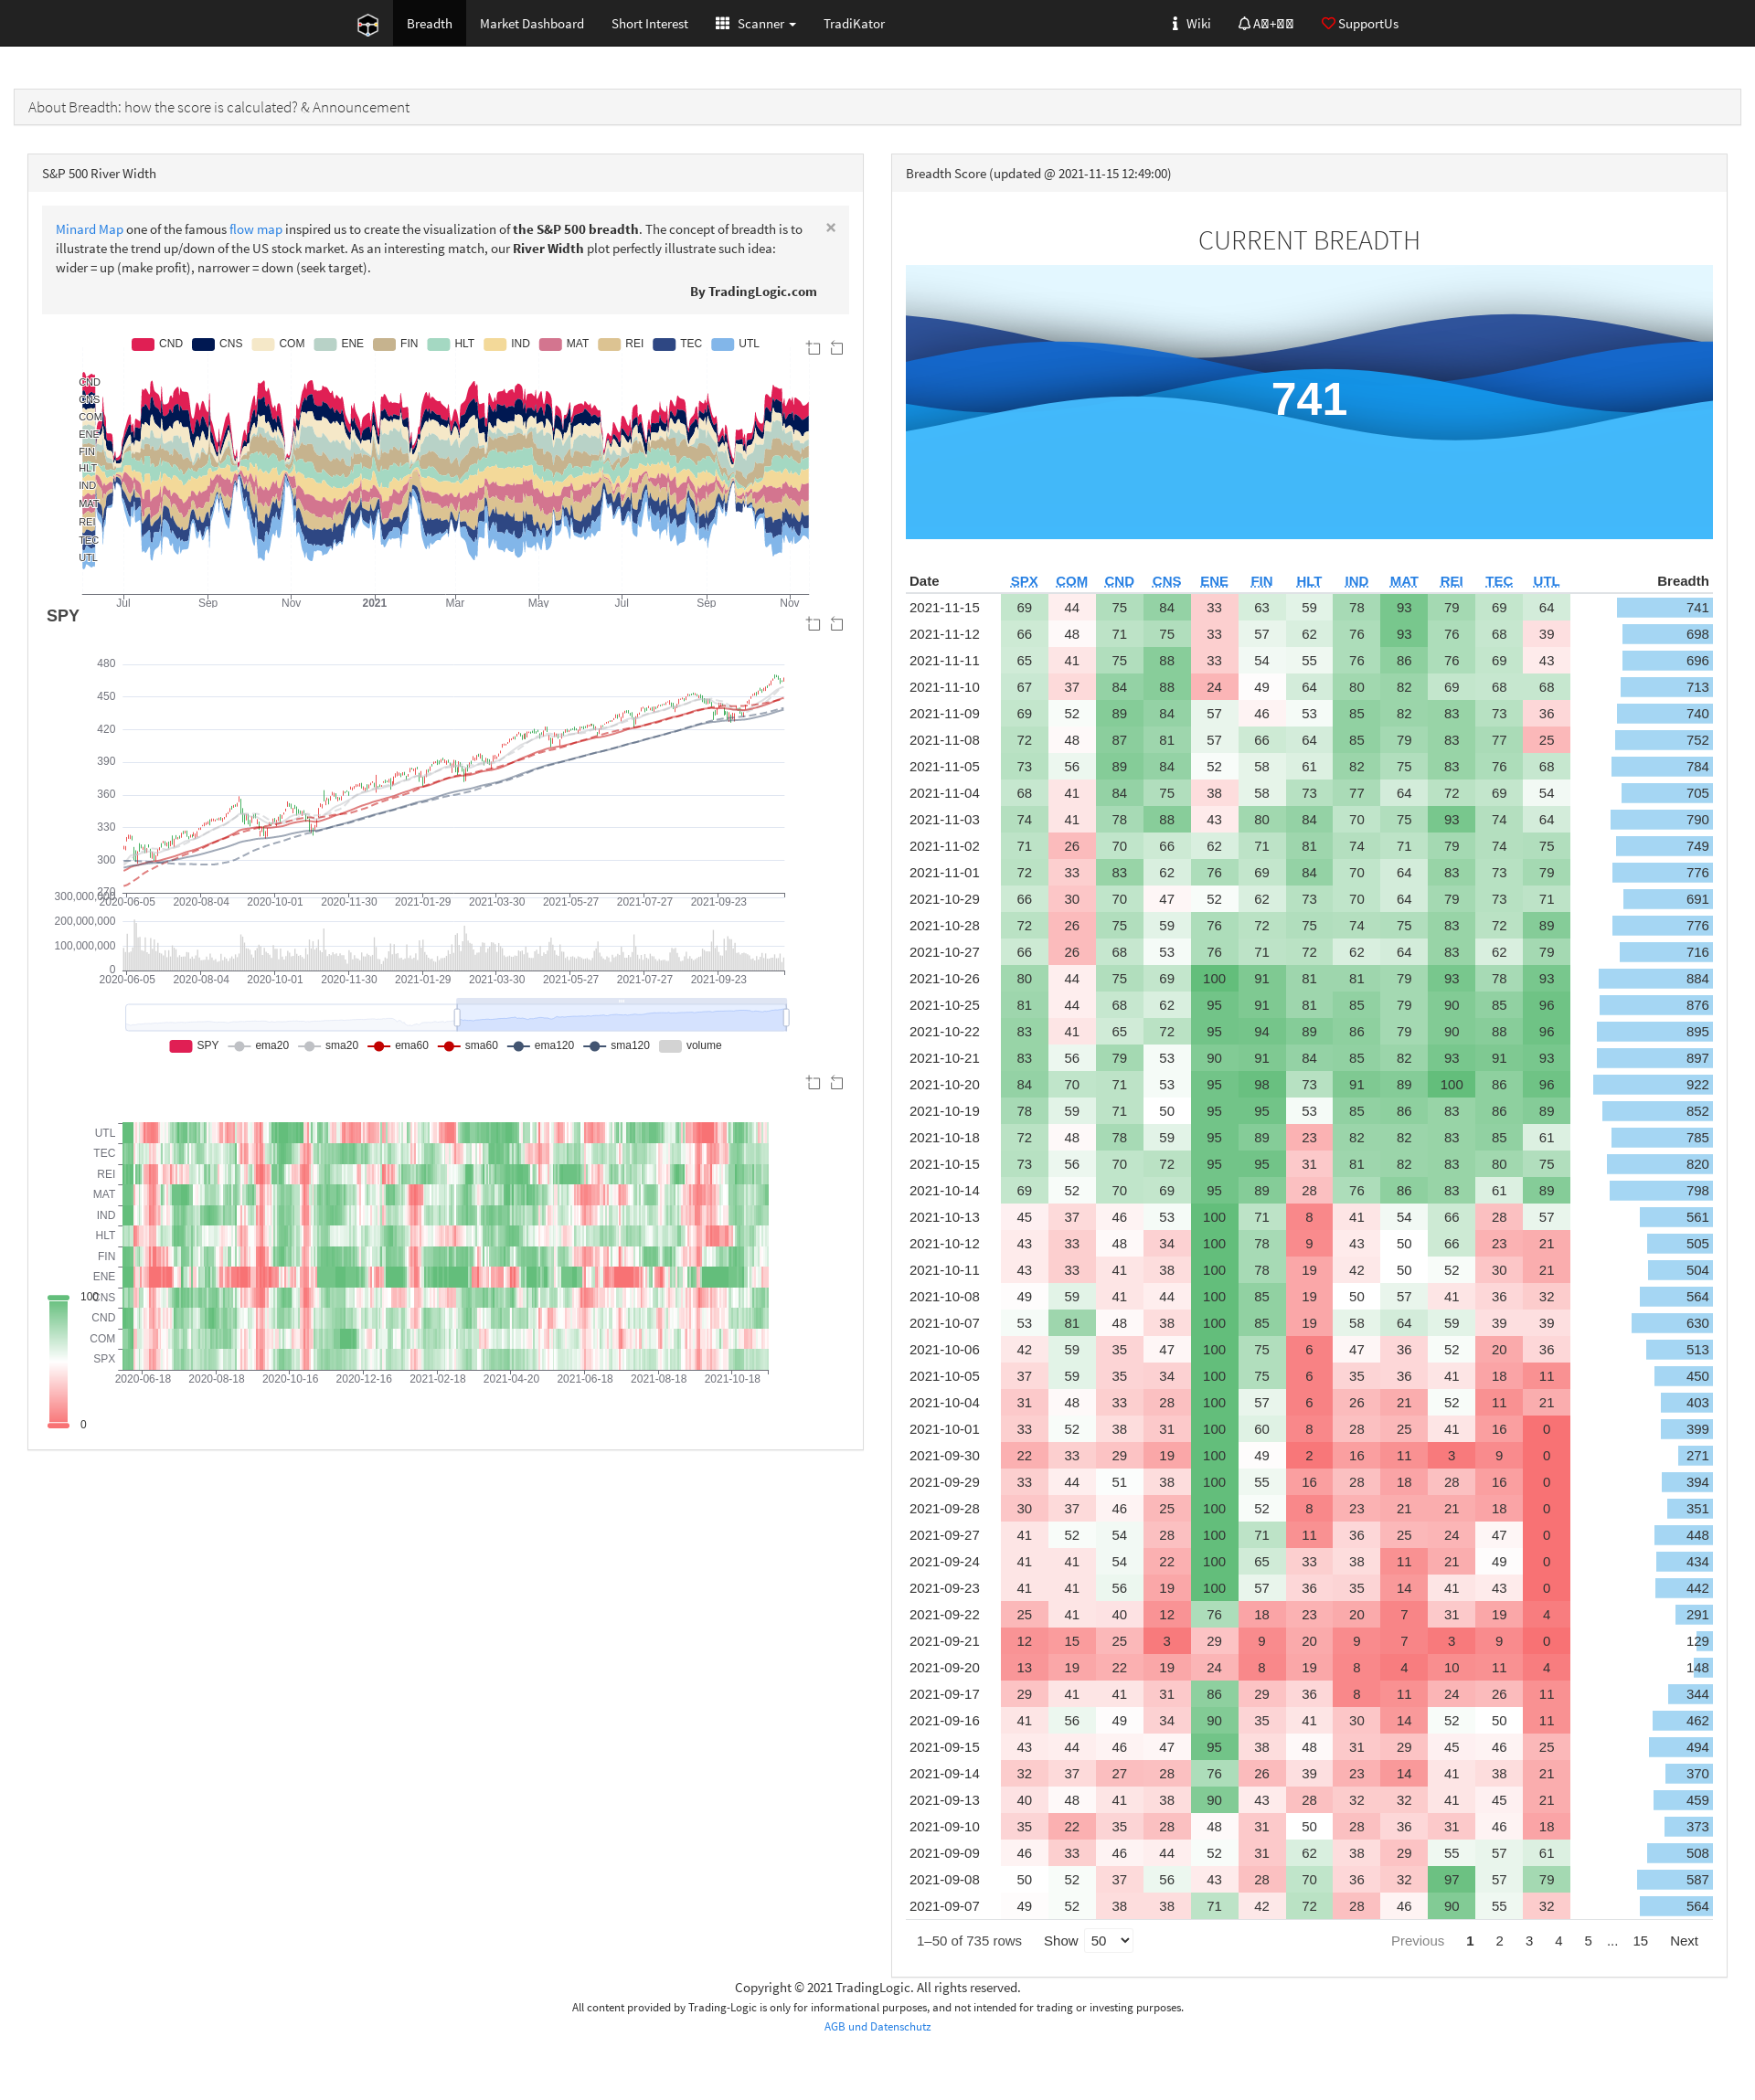 Breadth Market Dashboard Short Interest Scanner TradiKator Wiki SupportUs
About Breadth: how the score is calculated? & Announcement
S&P 500 River Width
Minard Map one of the famous flow map inspired us to create the visualization of the S&P 500 breadth. The concept of breadth is to
illustrate the trend up/down of the US stock market. As an interesting match, our River Width plot perfectly illustrate such idea:
wider = up (make profit), narrower = down (seek target).
×
By TradingLogic.com
CND CNS COM ENE FIN HLT IND MAT REI TEC UTL
CND
CNS
COM
ENE
FIN
HLT
IND
MAT
REI
TEC
UTL
Jul Sep Nov 2021 Mar May Jul Sep Nov
SPY
480
450
420
390
360
330
300
270
2020-06-05 2020-08-04 2020-10-01 2020-11-30 2021-01-29 2021-03-30 2021-05-27 2021-07-27 2021-09-23
300,000,000
200,000,000
100,000,000
0
2020-06-05 2020-08-04 2020-10-01 2020-11-30 2021-01-29 2021-03-30 2021-05-27 2021-07-27 2021-09-23
SPY ema20 sma20 ema60 sma60 ema120 sma120 volume
UTL
TEC
REI
MAT
IND
HLT
FIN
ENE
CNS
CND
COM
SPX
100
0
2020-06-18 2020-08-18 2020-10-16 2020-12-16 2021-02-18 2021-04-20 2021-06-18 2021-08-18 2021-10-18
Breadth Score (updated @ 2021-11-15 12:49:00)
CURRENT BREADTH
741
Date SPX COM CND CNS ENE FIN HLT IND MAT REI TEC UTL Breadth
2021-11-15 69 44 75 84 33 63 59 78 93 79 69 64 741
2021-11-12 66 48 71 75 33 57 62 76 93 76 68 39 698
2021-11-11 65 41 75 88 33 54 55 76 86 76 69 43 696
2021-11-10 67 37 84 88 24 49 64 80 82 69 68 68 713
2021-11-09 69 52 89 84 57 46 53 85 82 83 73 36 740
2021-11-08 72 48 87 81 57 66 64 85 79 83 77 25 752
2021-11-05 73 56 89 84 52 58 61 82 75 83 76 68 784
2021-11-04 68 41 84 75 38 58 73 77 64 72 69 54 705
2021-11-03 74 41 78 88 43 80 84 70 75 93 74 64 790
2021-11-02 71 26 70 66 62 71 81 74 71 79 74 75 749
2021-11-01 72 33 83 62 76 69 84 70 64 83 73 79 776
2021-10-29 66 30 70 47 52 62 73 70 64 79 73 71 691
2021-10-28 72 26 75 59 76 72 75 74 75 83 72 89 776
2021-10-27 66 26 68 53 76 71 72 62 64 83 62 79 716
2021-10-26 80 44 75 69 100 91 81 81 79 93 78 93 884
2021-10-25 81 44 68 62 95 91 81 85 79 90 85 96 876
2021-10-22 83 41 65 72 95 94 89 86 79 90 88 96 895
2021-10-21 83 56 79 53 90 91 84 85 82 93 91 93 897
2021-10-20 84 70 71 53 95 98 73 91 89 100 86 96 922
2021-10-19 78 59 71 50 95 95 53 85 86 83 86 89 852
2021-10-18 72 48 78 59 95 89 23 82 82 83 85 61 785
2021-10-15 73 56 70 72 95 95 31 81 82 83 80 75 820
2021-10-14 69 52 70 69 95 89 28 76 86 83 61 89 798
2021-10-13 45 37 46 53 100 71 8 41 54 66 28 57 561
2021-10-12 43 33 48 34 100 78 9 43 50 66 23 21 505
2021-10-11 43 33 41 38 100 78 19 42 50 52 30 21 504
2021-10-08 49 59 41 44 100 85 19 50 57 41 36 32 564
2021-10-07 53 81 48 38 100 85 19 58 64 59 39 39 630
2021-10-06 42 59 35 47 100 75 6 47 36 52 20 36 513
2021-10-05 37 59 35 34 100 75 6 35 36 41 18 11 450
2021-10-04 31 48 33 28 100 57 6 26 21 52 11 21 403
2021-10-01 33 52 38 31 100 60 8 28 25 41 16 0 399
2021-09-30 22 33 29 19 100 49 2 16 11 3 9 0 271
2021-09-29 33 44 51 38 100 55 16 28 18 28 16 0 394
2021-09-28 30 37 46 25 100 52 8 23 21 21 18 0 351
2021-09-27 41 52 54 28 100 71 11 36 25 24 47 0 448
2021-09-24 41 41 54 22 100 65 33 38 11 21 49 0 434
2021-09-23 41 41 56 19 100 57 36 35 14 41 43 0 442
2021-09-22 25 41 40 12 76 18 23 20 7 31 19 4 291
2021-09-21 12 15 25 3 29 9 20 9 7 3 9 0 129
2021-09-20 13 19 22 19 24 8 19 8 4 10 11 4 148
2021-09-17 29 41 41 31 86 29 36 8 11 24 26 11 344
2021-09-16 41 56 49 34 90 35 41 30 14 52 50 11 462
2021-09-15 43 44 46 47 95 38 48 31 29 45 46 25 494
2021-09-14 32 37 27 28 76 26 39 23 14 41 38 21 370
2021-09-13 40 48 41 38 90 43 28 32 32 41 45 21 459
2021-09-10 35 22 35 28 48 31 50 28 36 31 46 18 373
2021-09-09 46 33 46 44 52 31 62 38 29 55 57 61 508
2021-09-08 50 52 37 56 43 28 70 36 32 97 57 79 587
2021-09-07 49 52 38 38 71 42 72 28 46 90 55 32 564
1–50 of 735 rows Show 50 Previous 1 2 3 4 5 ... 15 Next
Copyright © 2021 TradingLogic. All rights reserved.
All content provided by Trading-Logic is only for informational purposes, and not intended for trading or investing purposes.
AGB und Datenschutz